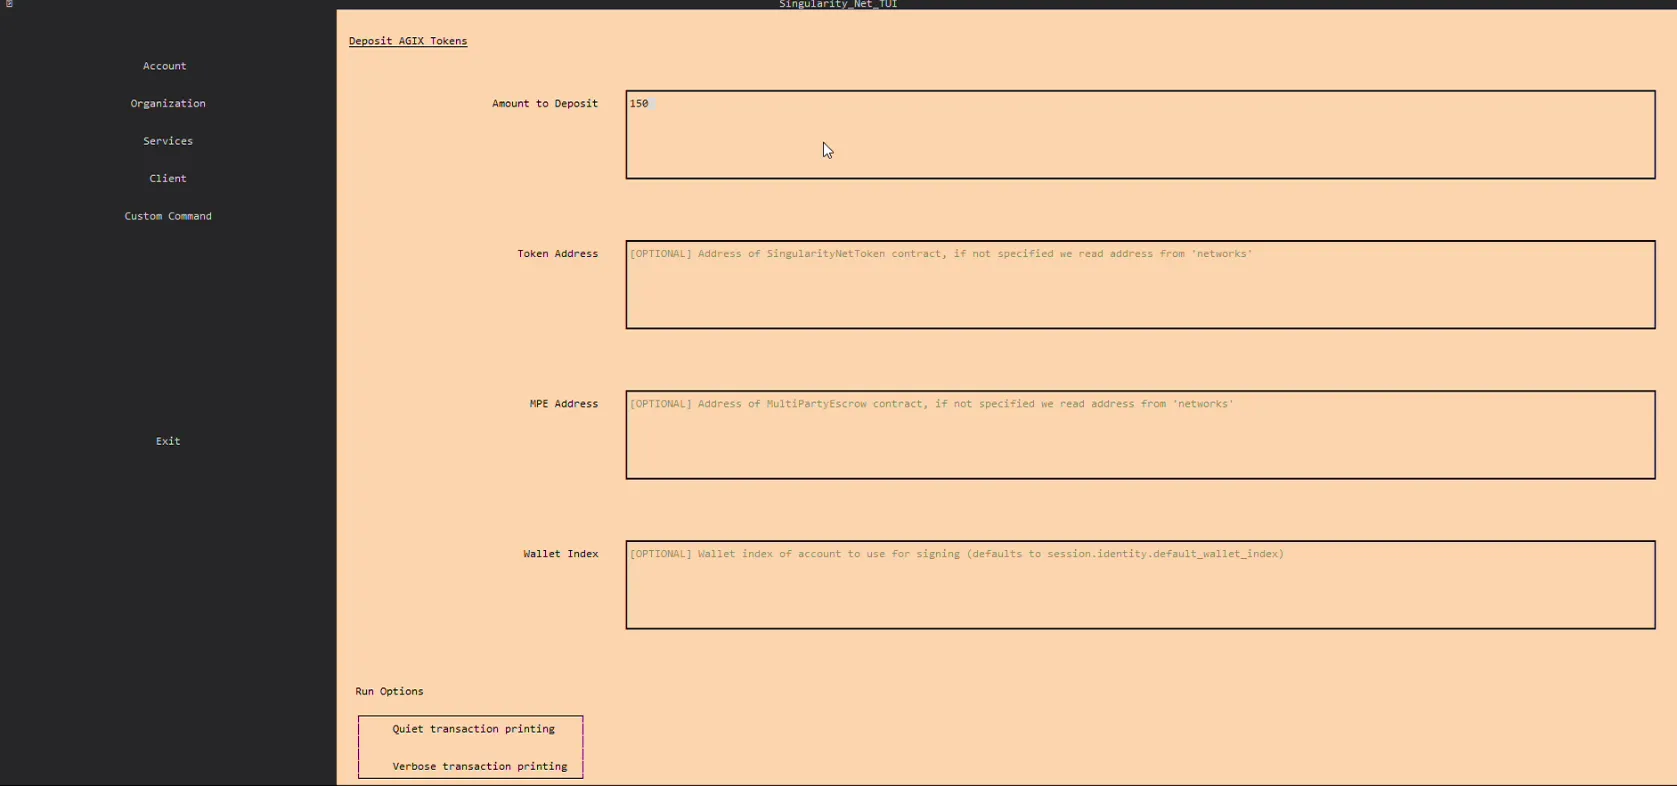 Singularity_Net_TUI
Account
Organization
Services
Client
Custom Command
Exit
Deposit AGIX Tokens
Amount to Deposit
150
Token Address
[OPTIONAL] Address of SingularityNetToken contract, if not specified we read address from 'networks'
MPE Address
[OPTIONAL] Address of MultiPartyEscrow contract, if not specified we read address from 'networks'
Wallet Index
[OPTIONAL] Wallet index of account to use for signing (defaults to session.identity.default_wallet_index)
Run Options
Quiet transaction printing
Verbose transaction printing